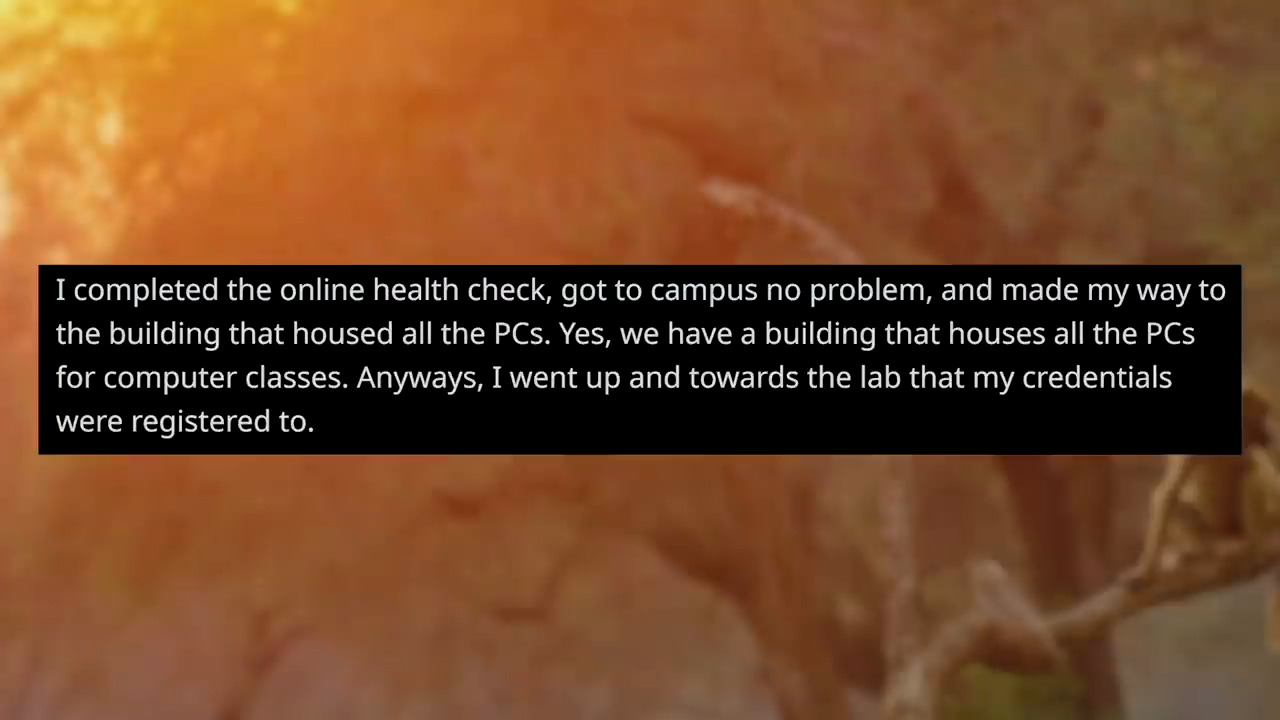 I completed the online health check, got to campus no problem, and made my way to
the building that housed all the PCs. Yes, we have a building that houses all the PCs
for computer classes. Anyways, I went up and towards the lab that my credentials
were registered to.